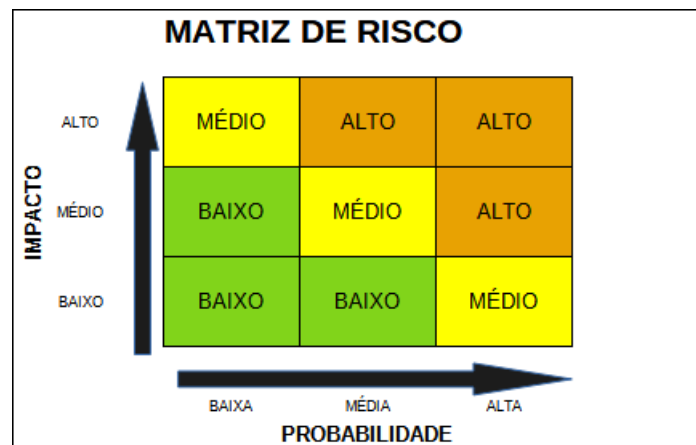 MATRIZ DE RISCO
ALTO MÉDIO ALTO ALTO
IMPACTO
MÉDIO BAIXO MÉDIO ALTO
BAIXO BAIXO BAIXO MÉDIO
BAIXA MÉDIA ALTA
PROBABILIDADE